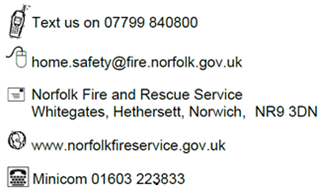 Text us on 07799 840800
home.safety@fire.norfolk.gov.uk
Norfolk Fire and Rescue Service
Whitegates, Hethersett, Norwich, NR9 3DN
www.norfolkfireservice.gov.uk
Minicom 01603 223833